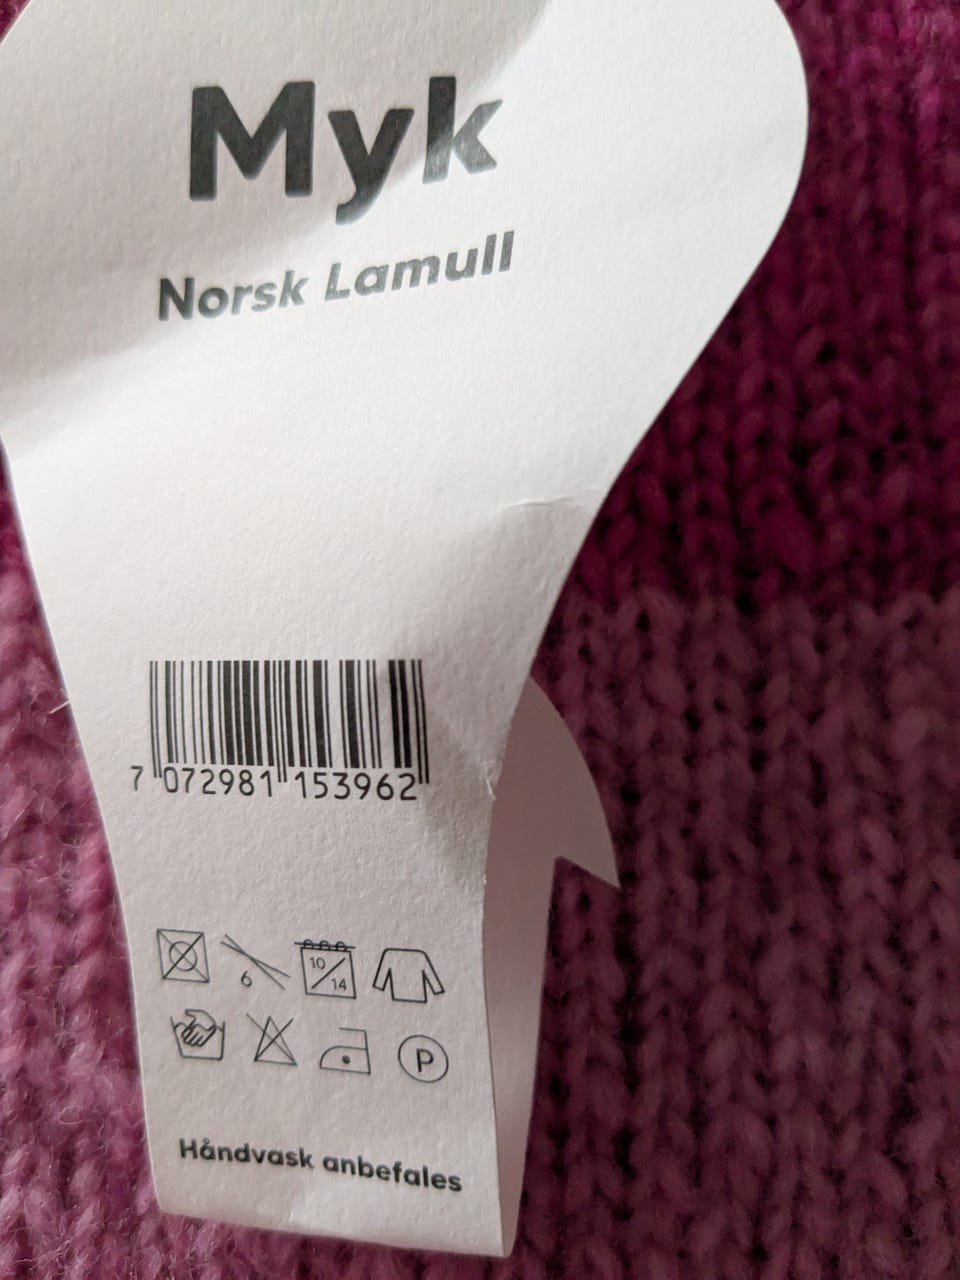 Myk
Norsk Lamull
7 072981 153962
6
10
14
P
Håndvask anbefales